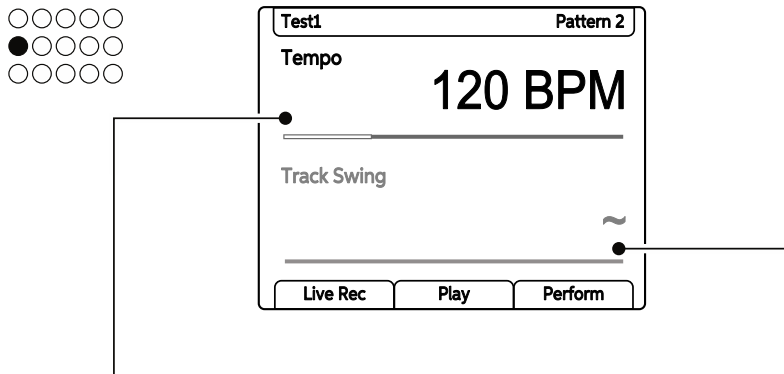 Test1 Pattern 2
Tempo
120 BPM
Track Swing
~
Live Rec Play Perform